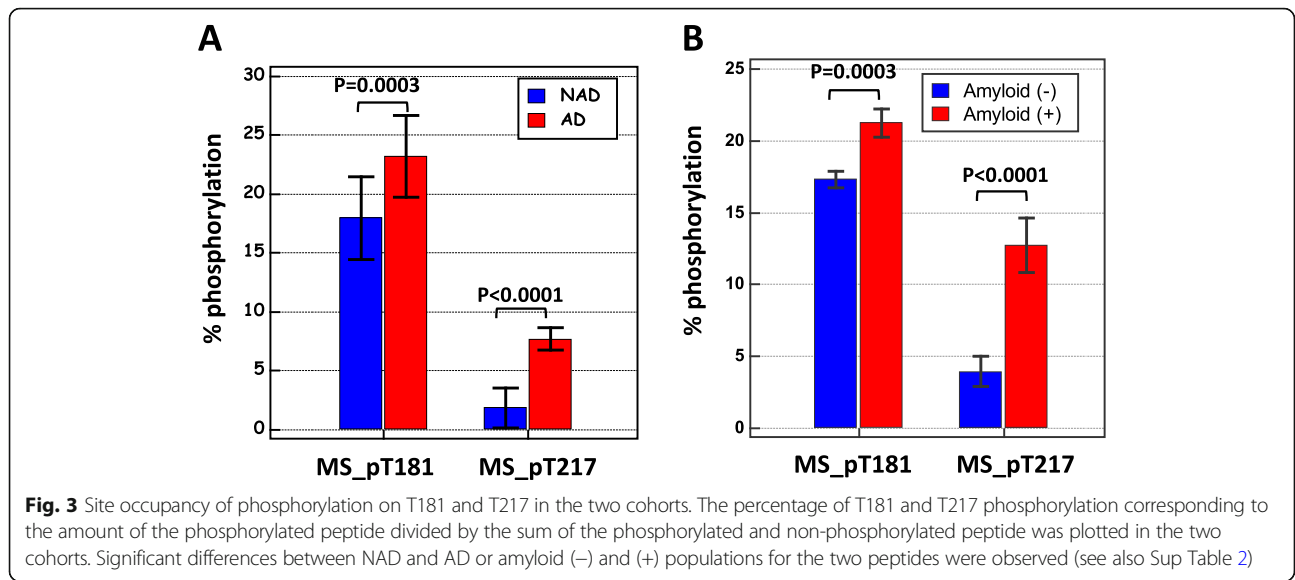 A
B
30
25
20
15
10
5
0
% phosphorylation
P=0.0003
P<0.0001
NAD
AD
MS_pT181
MS_pT217
25
20
15
10
5
0
% phosphorylation
P=0.0003
P<0.0001
Amyloid (-)
Amyloid (+)
MS_pT181
MS_pT217
Fig. 3 Site occupancy of phosphorylation on T181 and T217 in the two cohorts. The percentage of T181 and T217 phosphorylation corresponding to
the amount of the phosphorylated peptide divided by the sum of the phosphorylated and non-phosphorylated peptide was plotted in the two
cohorts. Significant differences between NAD and AD or amyloid (−) and (+) populations for the two peptides were observed (see also Sup Table 2)